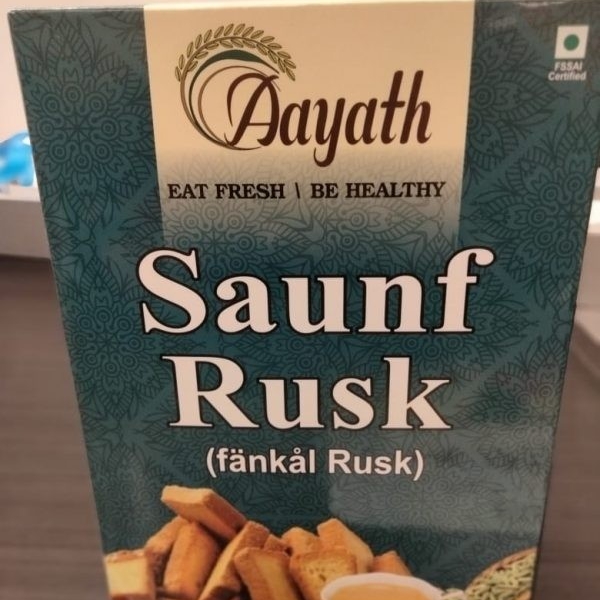 FSSAI
Certified
Aayath
EAT FRESH \ BE HEALTHY
Saunf
Rusk
(fänkål Rusk)